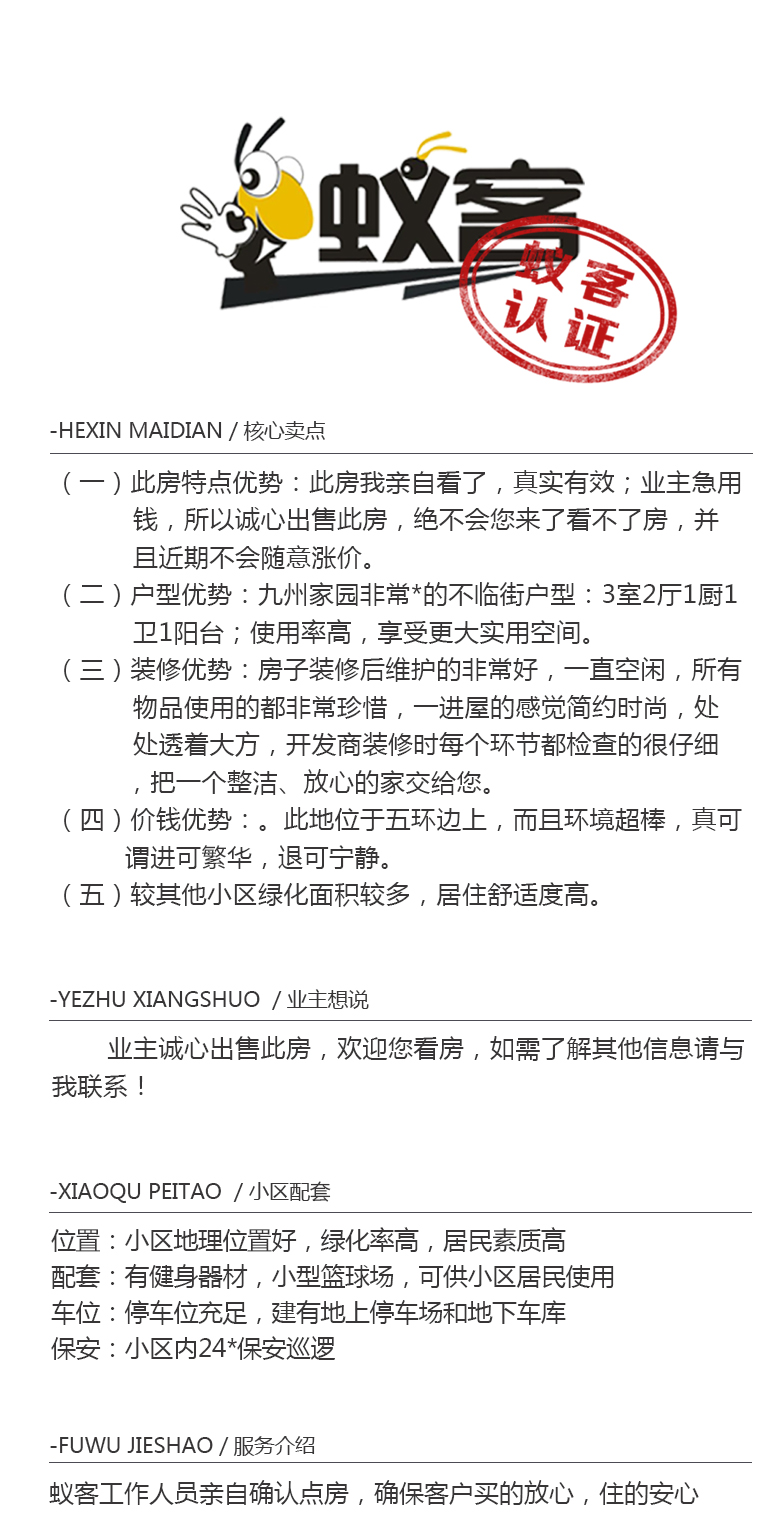 蚁客
蚁客
认证
-HEXIN MAIDIAN / 核心卖点
（一）此房特点优势：此房我亲自看了，真实有效；业主急用
钱，所以诚心出售此房，绝不会您来了看不了房，并
且近期不会随意涨价。
（二）户型优势：九州家园非常*的不临街户型：3室2厅1厨1
卫1阳台；使用率高，享受更大实用空间。
（三）装修优势：房子装修后维护的非常好，一直空闲，所有
物品使用的都非常珍惜，一进屋的感觉简约时尚，处
处透着大方，开发商装修时每个环节都检查的很仔细
，把一个整洁、放心的家交给您。
（四）价钱优势：。此地位于五环边上，而且环境超棒，真可
谓进可繁华，退可宁静。
（五）较其他小区绿化面积较多，居住舒适度高。
-YEZHU XIANGSHUO / 业主想说
业主诚心出售此房，欢迎您看房，如需了解其他信息请与
我联系！
-XIAOQU PEITAO / 小区配套
位置：小区地理位置好，绿化率高，居民素质高
配套：有健身器材，小型篮球场，可供小区居民使用
车位：停车位充足，建有地上停车场和地下车库
保安：小区内24*保安巡逻
-FUWU JIESHAO / 服务介绍
蚁客工作人员亲自确认点房，确保客户买的放心，住的安心